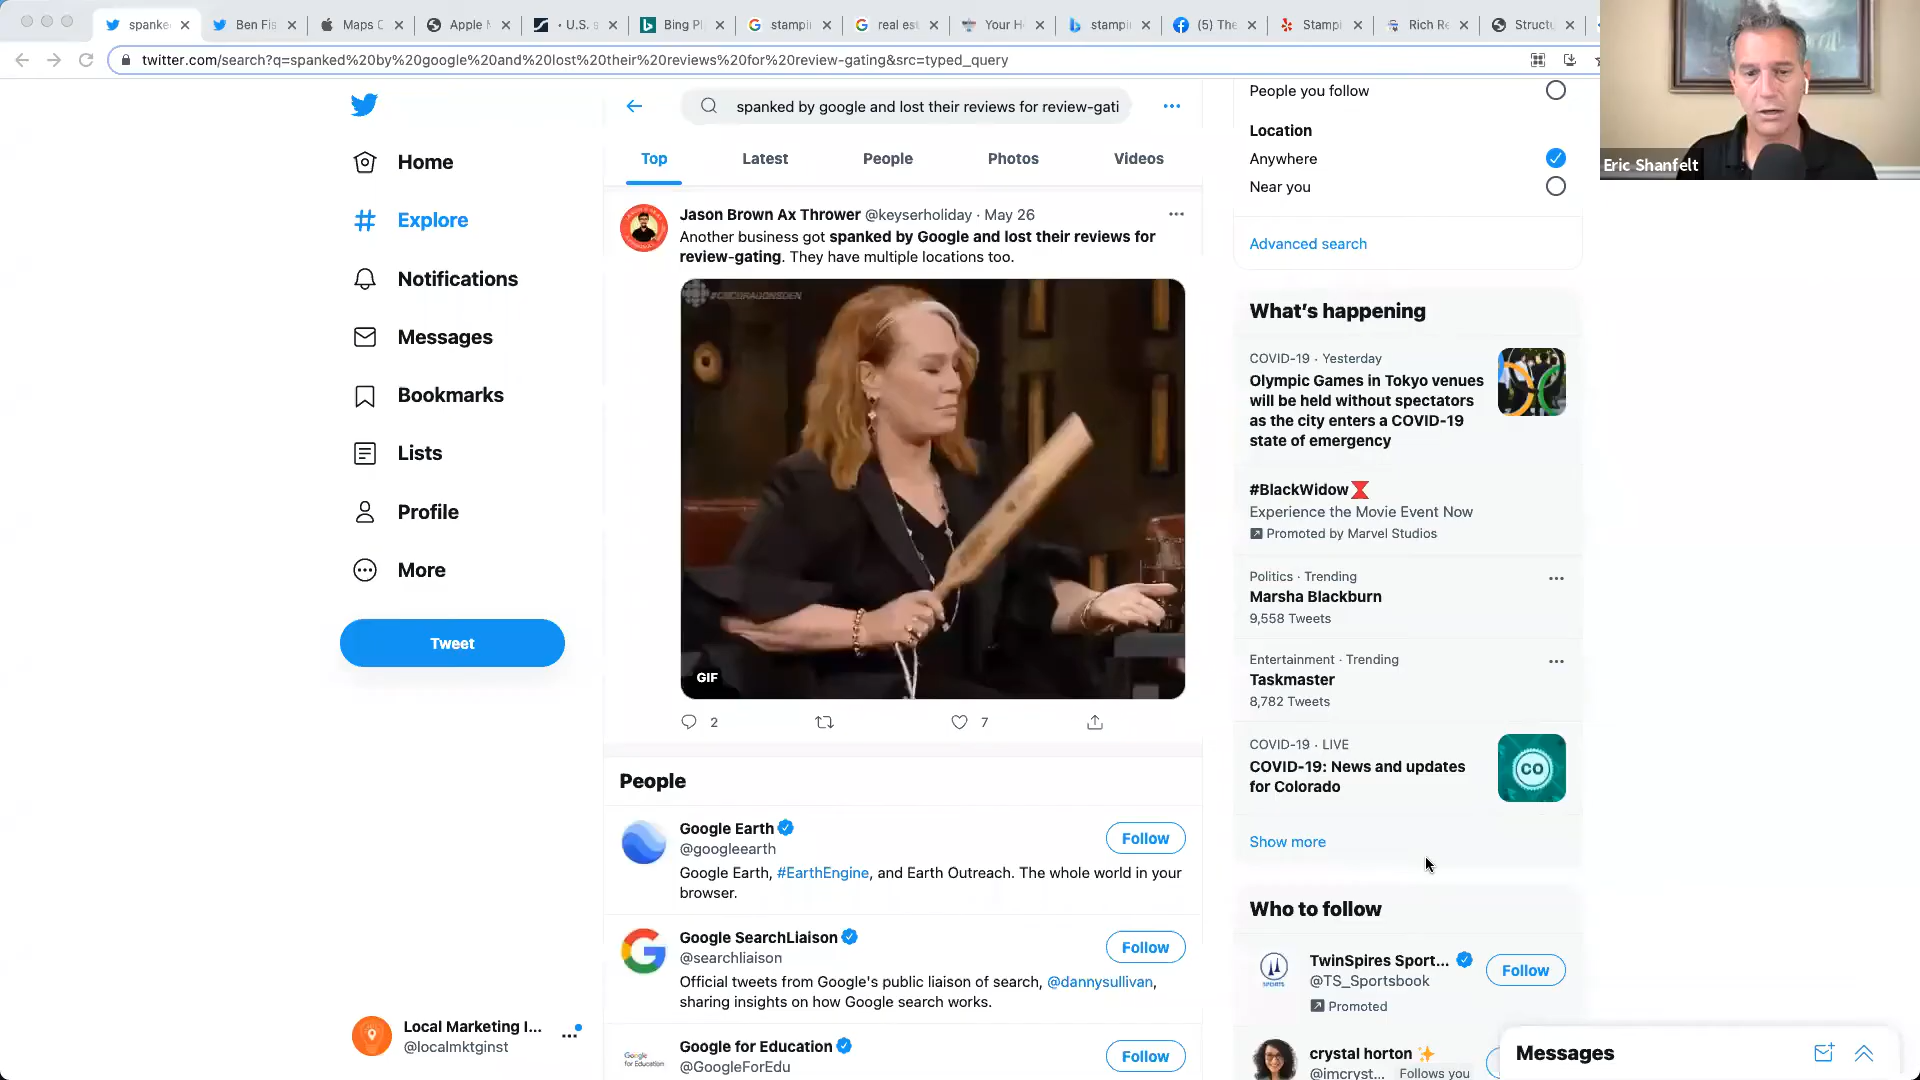 spanke
Ben Fis
Maps C
Apple M
· U.S. s
Bing Pl
stampin
real est
Your H
stampin
(5) The
Stampi
Rich Re
Structu
twitter.com/search?q=spanked%20by%20google%20and%20lost%20their%20reviews%20for%20review-gating&src=typed_query
Eric Shanfelt
Home
Explore
Notifications
Messages
Bookmarks
Lists
Profile
More
Tweet
Local Marketing I...
@localmktginst
spanked by google and lost their reviews for review-gati
Top
Latest
People
Photos
Videos
Jason Brown Ax Thrower @keyserholiday · May 26
Another business got spanked by Google and lost their reviews for
review-gating. They have multiple locations too.
#CBCDRAGONSDEN
GIF
2
7
People
Google Earth
@googleearth
Follow
Google Earth, #EarthEngine, and Earth Outreach. The whole world in your
browser.
Google SearchLiaison
@searchliaison
Follow
Official tweets from Google's public liaison of search, @dannysullivan,
sharing insights on how Google search works.
Google
for Education
Google for Education
@GoogleForEdu
Follow
People you follow
Location
Anywhere
Near you
Advanced search
What's happening
COVID-19 · Yesterday
Olympic Games in Tokyo venues
will be held without spectators
as the city enters a COVID-19
state of emergency
#BlackWidow
Experience the Movie Event Now
Promoted by Marvel Studios
Politics · Trending
Marsha Blackburn
9,558 Tweets
Entertainment · Trending
Taskmaster
8,782 Tweets
COVID-19 · LIVE
COVID-19: News and updates
for Colorado
CO
Show more
Who to follow
TwinSpires Sport...
@TS_Sportsbook
Follow
Promoted
crystal horton
@imcryst...
Follows you
Messages